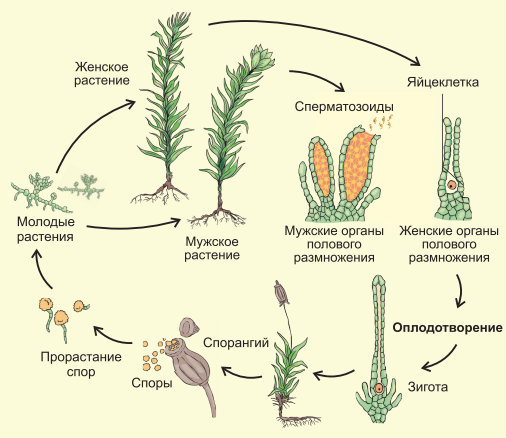 Женское
растение
Яйцеклетка
Сперматозоиды
Молодые
растения
Мужское
растение
Мужские органы
полового
размножения
Женские органы
полового
размножения
Оплодотворение
Спорангий
Прорастание
спор
Споры
Зигота